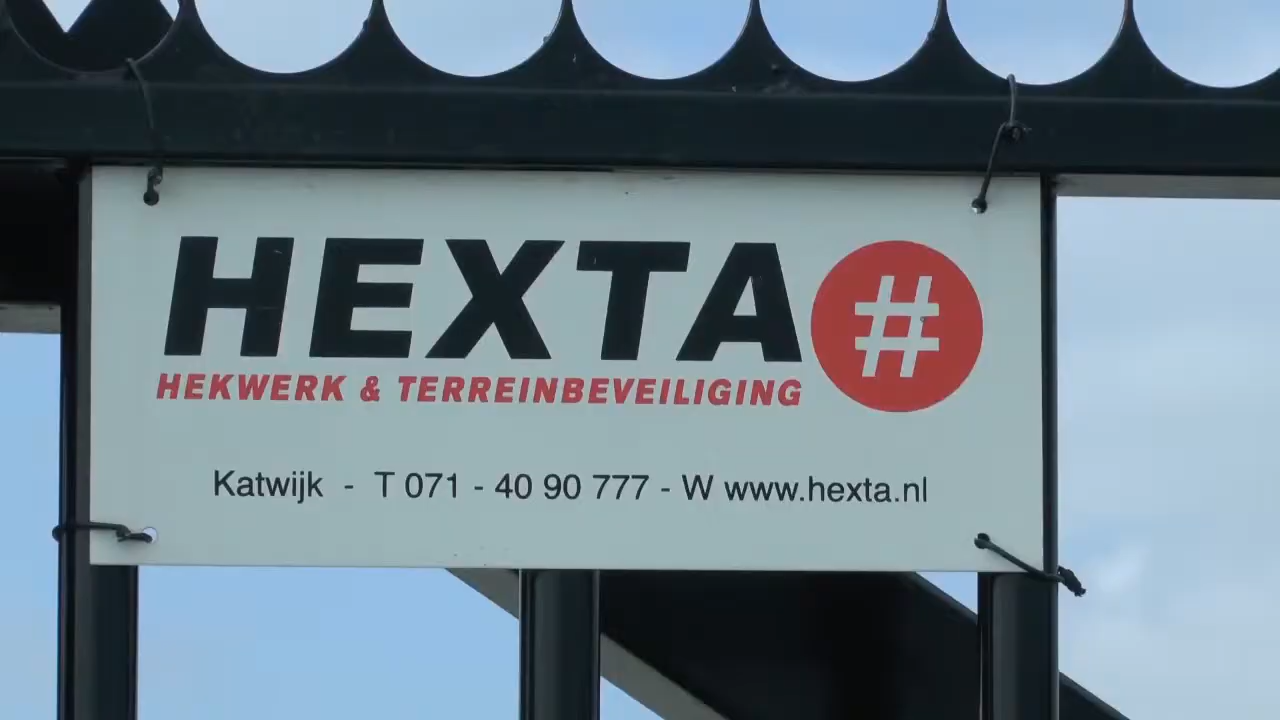 HEXTA #
HEKWERK & TERREINBEVEILIGING
Katwijk - T 071 - 40 90 777 - W www.hexta.nl